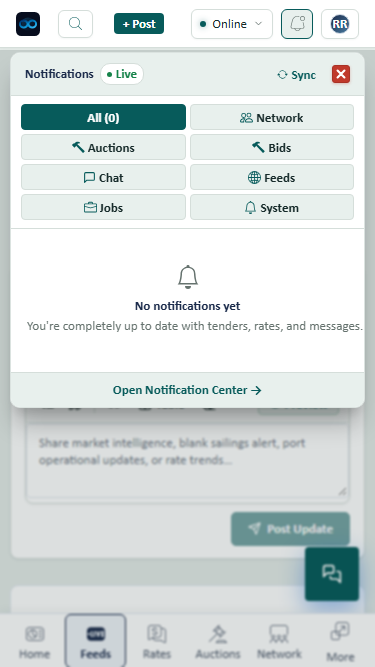 + Post
Online
RR
Notifications
Live
Sync
All (0)
Network
Auctions
Bids
Chat
Feeds
Jobs
System
No notifications yet
You're completely up to date with tenders, rates, and messages.
Open Notification Center →
Share market intelligence, blank sailings alert, port
operational updates, or rate trends...
Post Update
Home
LIVE
Feeds
Rates
Auctions
Network
More